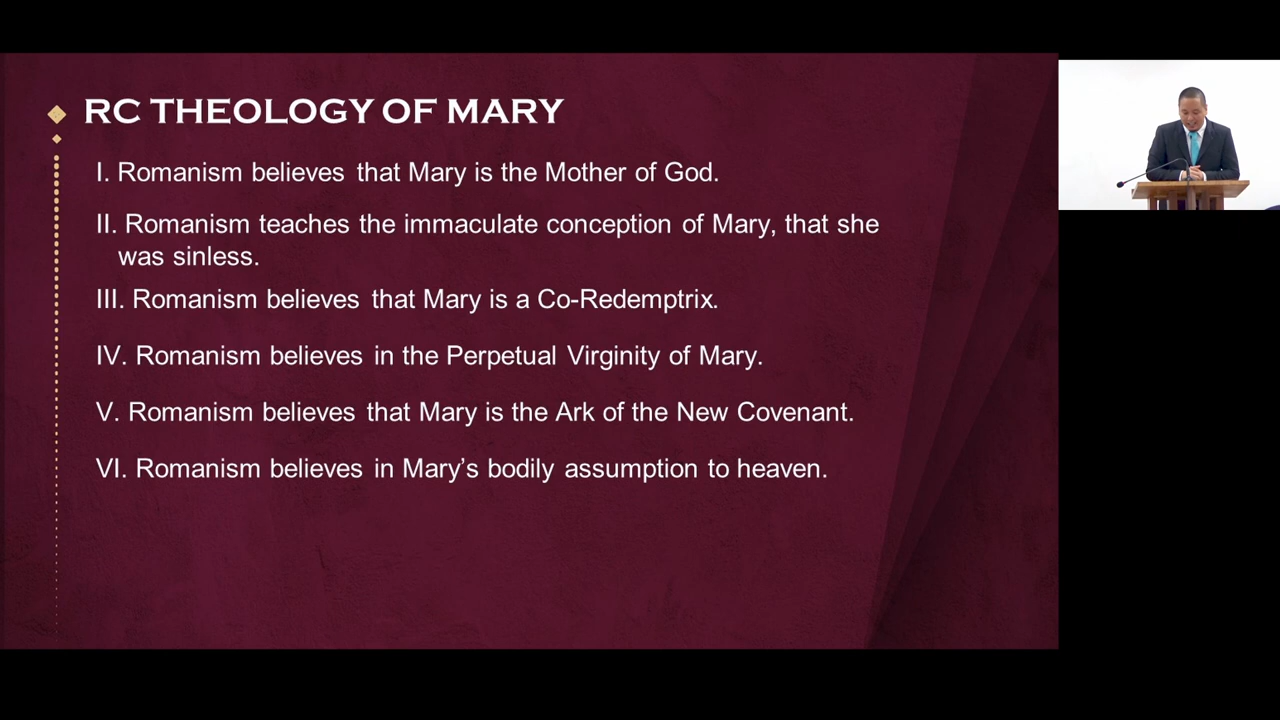 RC THEOLOGY OF MARY
I. Romanism believes that Mary is the Mother of God.
II. Romanism teaches the immaculate conception of Mary, that she
was sinless.
III. Romanism believes that Mary is a Co-Redemptrix.
IV. Romanism believes in the Perpetual Virginity of Mary.
V. Romanism believes that Mary is the Ark of the New Covenant.
VI. Romanism believes in Mary’s bodily assumption to heaven.